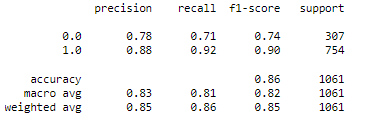 precision recall f1-score support
0.0 0.78 0.71 0.74 307
1.0 0.88 0.92 0.90 754
accuracy 0.86 1061
macro avg 0.83 0.81 0.82 1061
weighted avg 0.85 0.86 0.85 1061